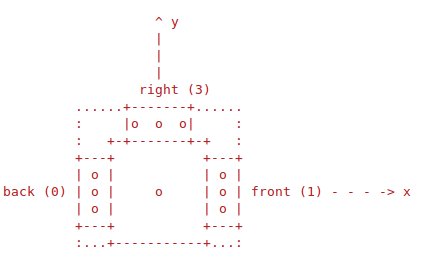 ^ y
|
|
|
right (3)
......+-------+......
:     |o  o  o|     :
:   +-+-------+-+   :
+---+           +---+
| o |           | o |
back (0) | o |     o     | o | front (1) - - - -> x
| o |           | o |
+---+           +---+
:...+-----------+...: